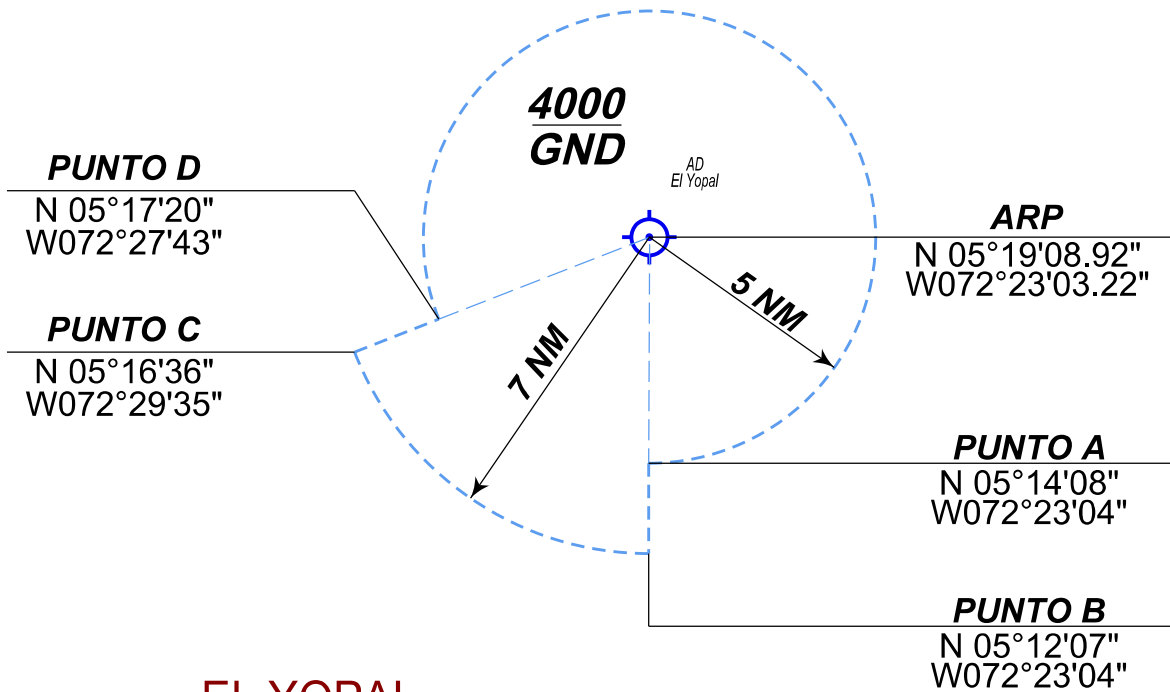 4000
GND
AD
El Yopal
PUNTO D
N 05°17'20"
W072°27'43"
ARP
N 05°19'08.92"
W072°23'03.22"
5 NM
7 NM
PUNTO C
N 05°16'36"
W072°29'35"
PUNTO A
N 05°14'08"
W072°23'04"
PUNTO B
N 05°12'07"
W072°23'04"
EL YOPAL